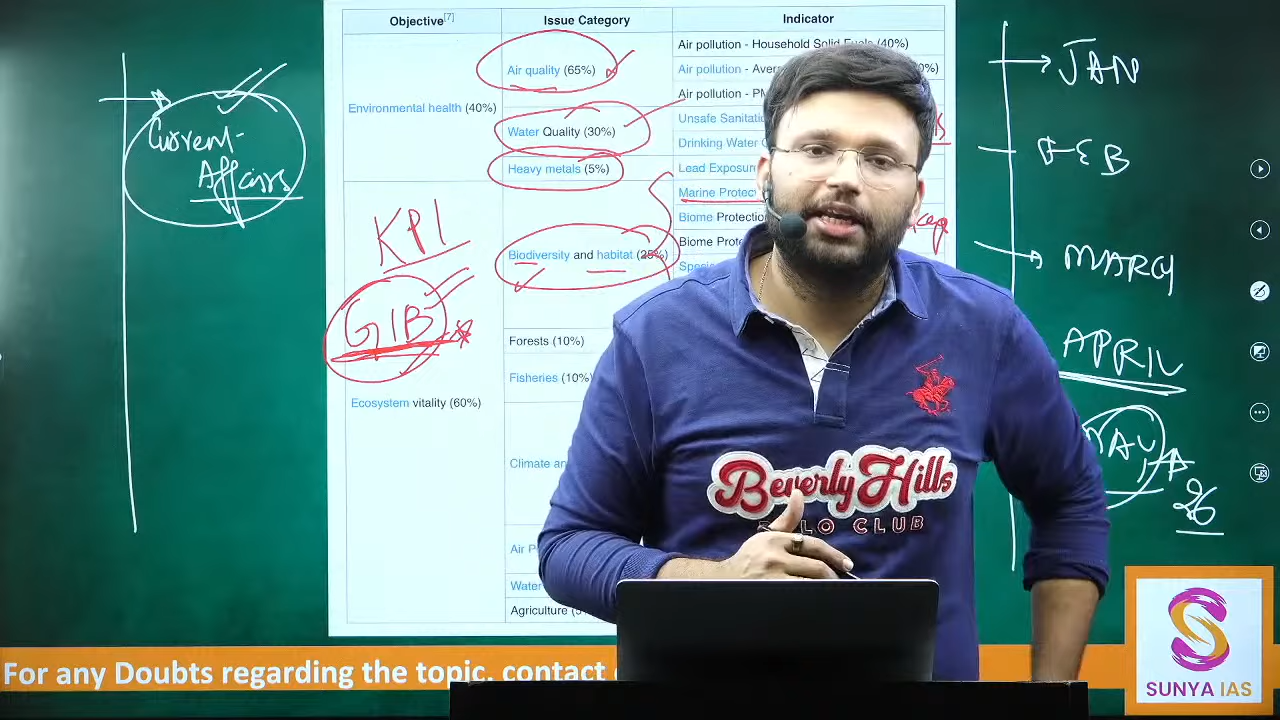 Objective[7]
Issue Category
Indicator
Environmental health (40%)
Air quality (65%)
Air pollution - Household Solid Fuels (40%)
Air pollution - Aver
0%)
Air pollution - PM
Water Quality (30%)
Unsafe Sanitati
Drinking Water
Heavy metals (5%)
Lead Exposur
Ecosystem vitality (60%)
Biodiversity and habitat (25%)
Marine Protec
Biome Protectio
Biome Prote
Specie
Forests (10%)
Fisheries (10%)
Climate an
Air P
Water
Agriculture (5
Current
Affairs
KPI
GIB
JAN
FEB
MARCH
APRIL
MAY
26
Beverly Hills
POLO CLUB
For any Doubts regarding the topic, contact
SUNYA IAS